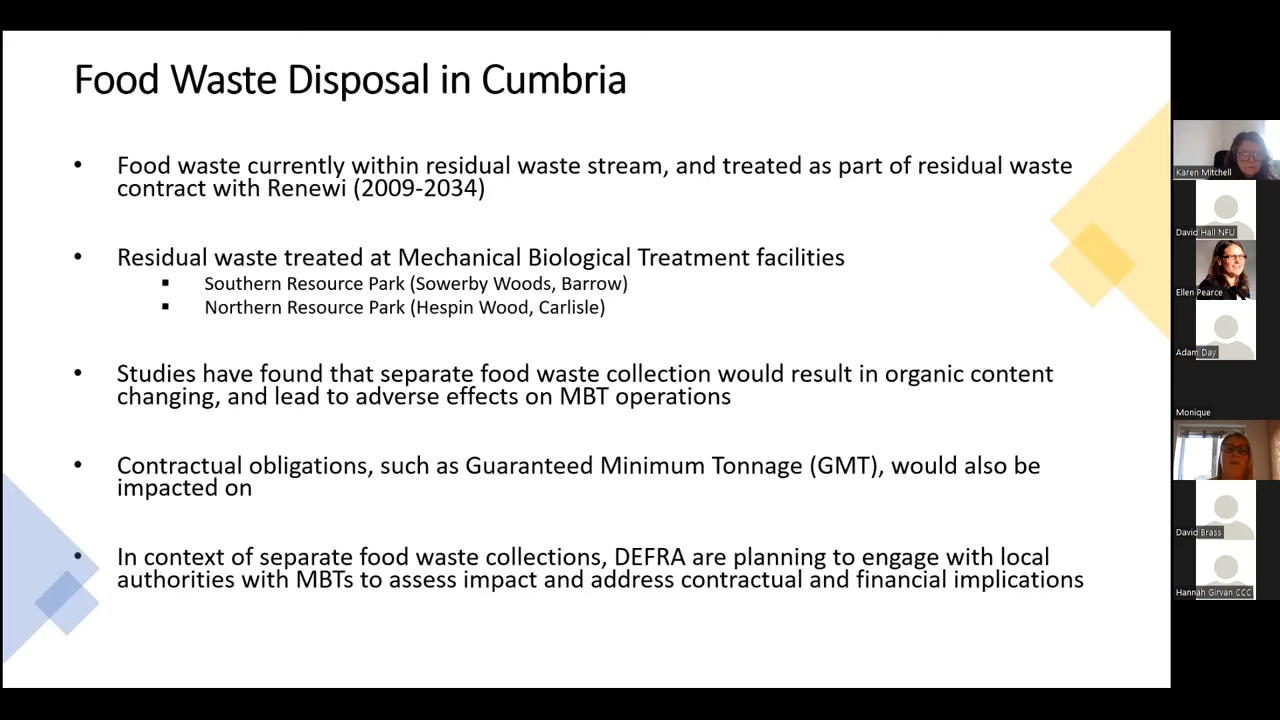 Food Waste Disposal in Cumbria
• Food waste currently within residual waste stream, and treated as part of residual waste
contract with Renewi (2009-2034)
• Residual waste treated at Mechanical Biological Treatment facilities
▪ Southern Resource Park (Sowerby Woods, Barrow)
▪ Northern Resource Park (Hespin Wood, Carlisle)
• Studies have found that separate food waste collection would result in organic content
changing, and lead to adverse effects on MBT operations
• Contractual obligations, such as Guaranteed Minimum Tonnage (GMT), would also be
impacted on
• In context of separate food waste collections, DEFRA are planning to engage with local
authorities with MBTs to assess impact and address contractual and financial implications
Karen Mitchell
David Hall NFU
Ellen Pearce
Adam Day
Monique
David Brass
Hannah Girvan CCC